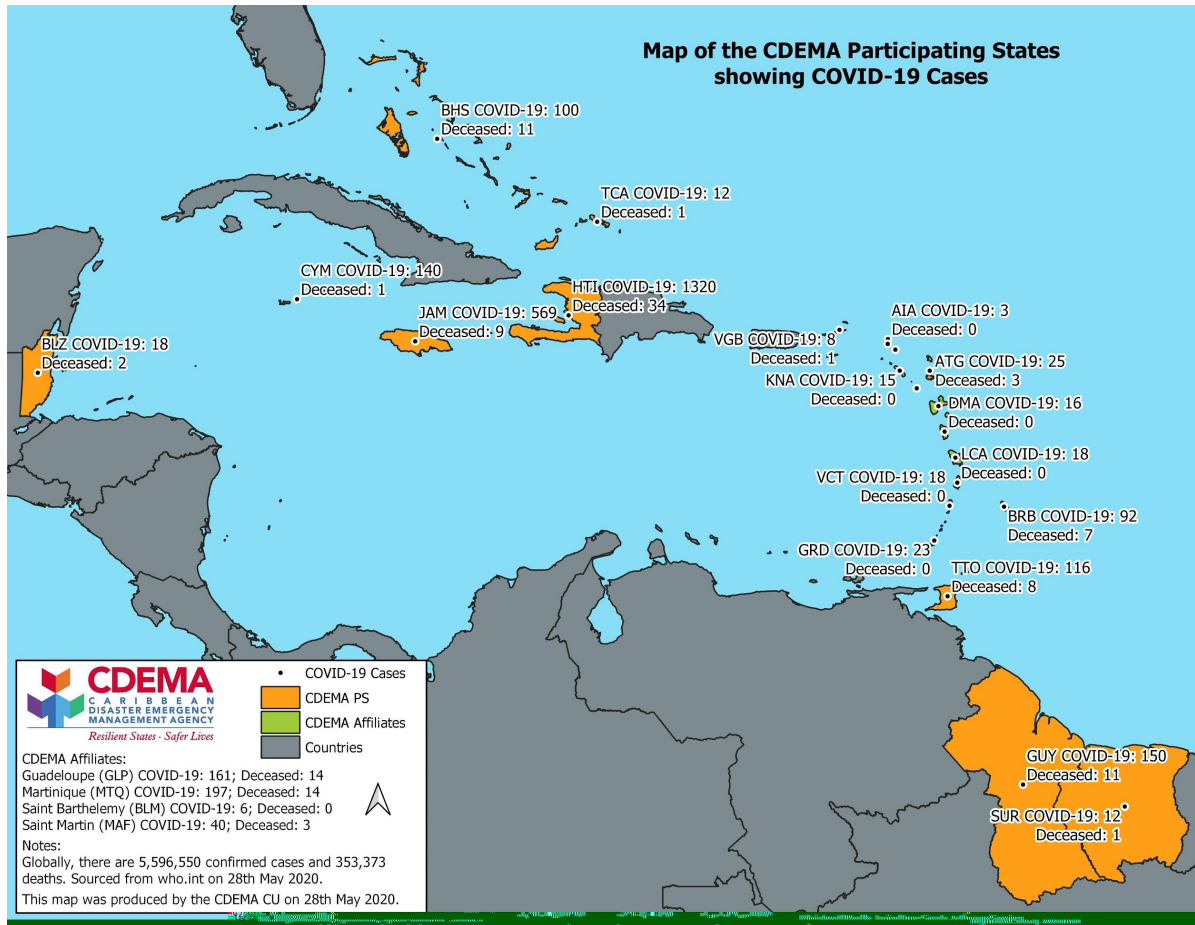 Map of the CDEMA Participating States
showing COVID-19 Cases
BHS COVID-19: 100
Deceased: 11
TCA COVID-19: 12
Deceased: 1
CYM COVID-19: 140
Deceased: 1
HTI COVID-19: 1320
Deceased: 34
JAM COVID-19: 569
Deceased: 9
BLZ COVID-19: 18
Deceased: 2
AIA COVID-19: 3
Deceased: 0
VGB COVID-19: 8
Deceased: 1
ATG COVID-19: 25
Deceased: 3
KNA COVID-19: 15
Deceased: 0
DMA COVID-19: 16
Deceased: 0
LCA COVID-19: 18
Deceased: 0
VCT COVID-19: 18
Deceased: 0
BRB COVID-19: 92
Deceased: 7
GRD COVID-19: 23
Deceased: 0
TTO COVID-19: 116
Deceased: 8
GUY COVID-19: 150
Deceased: 11
SUR COVID-19: 12
Deceased: 1
CDEMA
CARIBBEAN
DISASTER EMERGENCY
MANAGEMENT AGENCY
Resilient States · Safer Lives
COVID-19 Cases
CDEMA PS
CDEMA Affiliates
Countries
CDEMA Affiliates:
Guadeloupe (GLP) COVID-19: 161; Deceased: 14
Martinique (MTQ) COVID-19: 197; Deceased: 14
Saint Barthelemy (BLM) COVID-19: 6; Deceased: 0
Saint Martin (MAF) COVID-19: 40; Deceased: 3
Notes:
Globally, there are 5,596,550 confirmed cases and 353,373
deaths. Sourced from who.int on 28th May 2020.
This map was produced by the CDEMA CU on 28th May 2020.